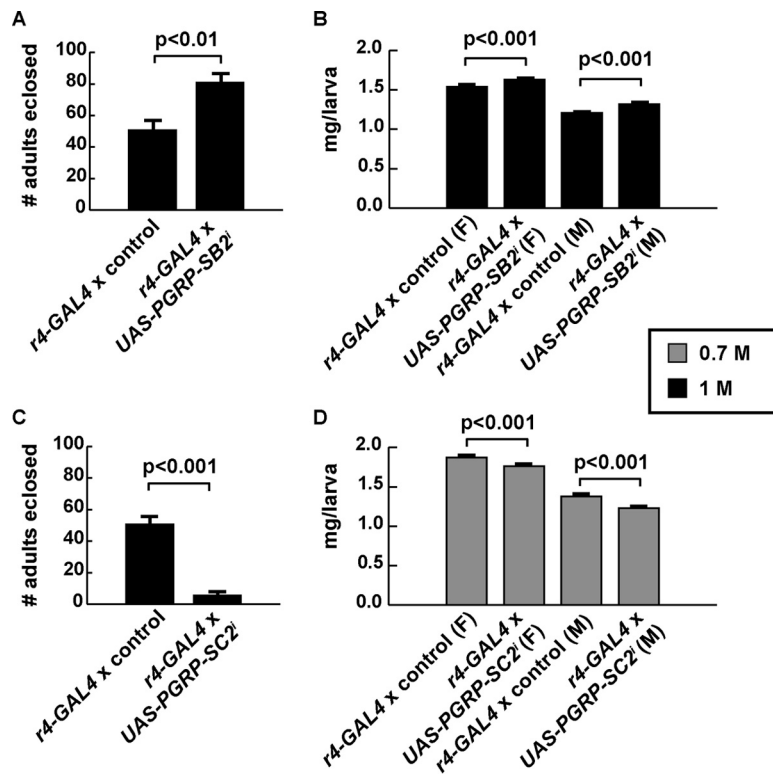 A
p<0.01
# adults eclosed
100
80
60
40
20
0
r4-GAL4 x control
r4-GAL4 x
UAS-PGRP-SB2ⁱ
B
p<0.001
p<0.001
mg/larva
2.0
1.5
1.0
1.5
0.0
r4-GAL4 x control (F)
r4-GAL4 x
UAS-PGRP-SB2ⁱ (F)
r4-GAL4 x control (M)
r4-GAL4 x
UAS-PGRP-SB2ⁱ (M)
0.7 M
1 M
C
p<0.001
# adults eclosed
100
80
60
40
20
0
r4-GAL4 x control
r4-GAL4 x
UAS-PGRP-SC2ⁱ
D
p<0.001
p<0.001
mg/larva
2.0
1.5
1.0
1.5
0.0
r4-GAL4 x control (F)
r4-GAL4 x
UAS-PGRP-SC2ⁱ (F)
r4-GAL4 x control (M)
r4-GAL4 x
UAS-PGRP-SC2ⁱ (M)